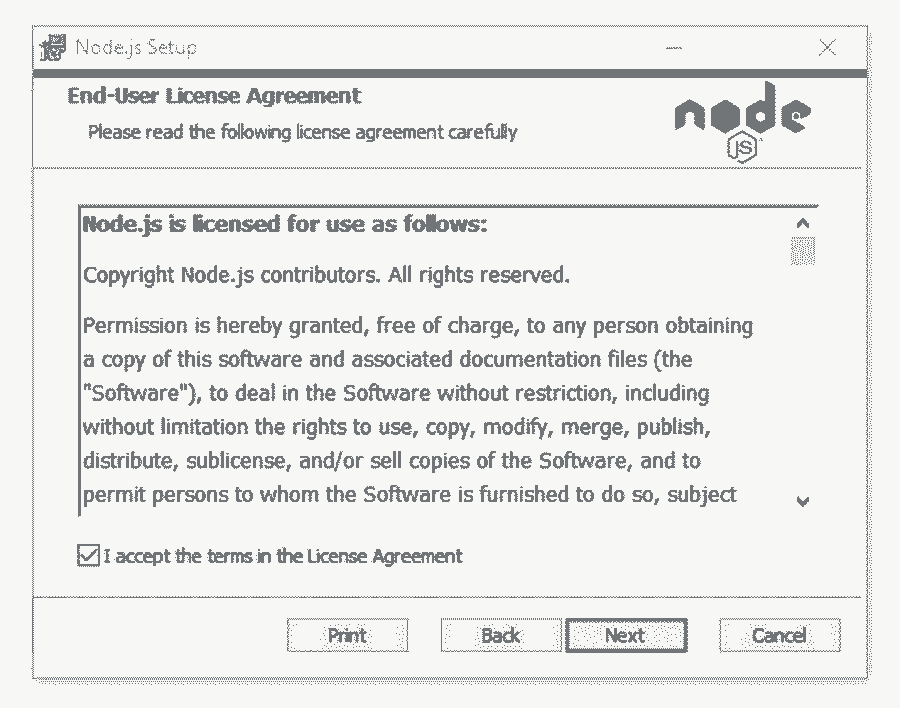 Node.js Setup
End-User License Agreement
Please read the following license agreement carefully
node
JS
Node.js is licensed for use as follows:
Copyright Node.js contributors. All rights reserved.
Permission is hereby granted, free of charge, to any person obtaining
a copy of this software and associated documentation files (the
"Software"), to deal in the Software without restriction, including
without limitation the rights to use, copy, modify, merge, publish,
distribute, sublicense, and/or sell copies of the Software, and to
permit persons to whom the Software is furnished to do so, subject
I accept the terms in the License Agreement
Print Back Next Cancel